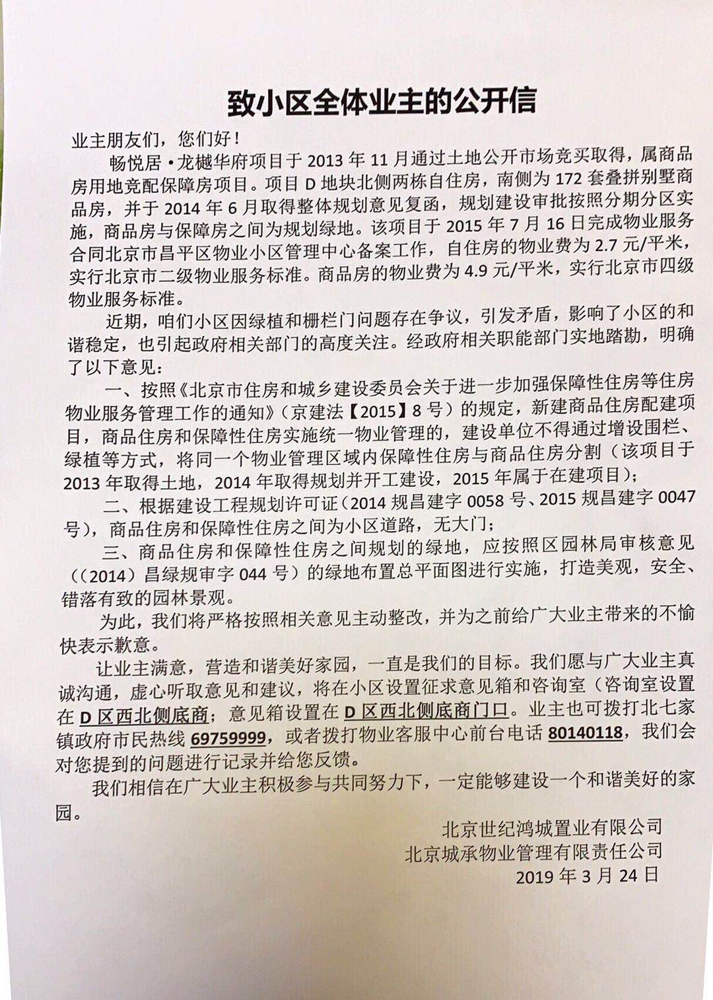 致小区全体业主的公开信
业主朋友们，您们好！
畅悦居·龙樾华府项目于 2013 年 11 月通过土地公开市场竞买取得，属商品
房用地竞配保障房项目。项目 D 地块北侧两栋自住房，南侧为 172 套叠拼别墅商
品房，并于 2014 年 6 月取得整体规划意见复函，规划建设审批按照分期分区实
施，商品房与保障房之间为规划绿地。该项目于 2015 年 7 月 16 日完成物业服务
合同北京市昌平区物业小区管理中心备案工作，自住房的物业费为 2.7 元/平米，
实行北京市二级物业服务标准。商品房的物业费为 4.9 元/平米，实行北京市四级
物业服务标准。
近期，咱们小区因绿植和栅栏门问题存在争议，引发矛盾，影响了小区的和
谐稳定，也引起政府相关部门的高度关注。经政府相关职能部门实地踏勘，明确
了以下意见：
一、按照《北京市住房和城乡建设委员会关于进一步加强保障性住房等住房
物业服务管理工作的通知》（京建法【2015】8 号）的规定，新建商品住房配建项
目，商品住房和保障性住房实施统一物业管理的，建设单位不得通过增设围栏、
绿植等方式，将同一个物业管理区域内保障性住房与商品住房分割（该项目于
2013 年取得土地，2014 年取得规划并开工建设，2015 年属于在建项目）；
二、根据建设工程规划许可证（2014 规昌建字 0058 号、2015 规昌建字 0047
号），商品住房和保障性住房之间为小区道路，无大门；
三、商品住房和保障性住房之间规划的绿地，应按照区园林局审核意见
（（2014）昌绿规审字 044 号）的绿地布置总平面图进行实施，打造美观，安全、
错落有致的园林景观。
为此，我们将严格按照相关意见主动整改，并为之前给广大业主带来的不愉
快表示歉意。
让业主满意，营造和谐美好家园，一直是我们的目标。我们愿与广大业主真
诚沟通，虚心听取意见和建议，将在小区设置征求意见箱和咨询室（咨询室设置
在 D 区西北侧底商；意见箱设置在 D 区西北侧底商门口。业主也可拨打北七家
镇政府市民热线 69759999，或者拨打物业客服中心前台电话 80140118，我们会
对您提到的问题进行记录并给您反馈。
我们相信在广大业主积极参与共同努力下，一定能够建设一个和谐美好的家
园。
北京世纪鸿城置业有限公司
北京城承物业管理有限责任公司
2019 年 3 月 24 日